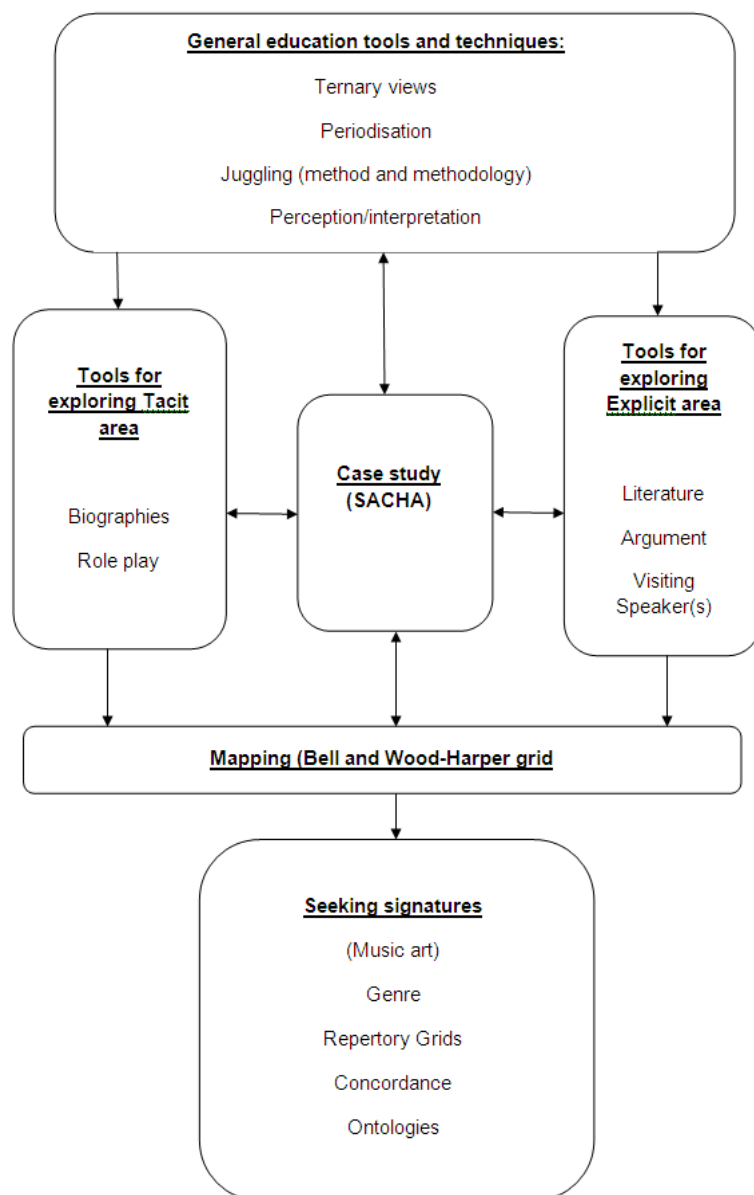 General education tools and techniques:
Ternary views
Periodisation
Juggling (method and methodology)
Perception/interpretation
Tools for
exploring Tacit
area
Biographies
Role play
Case study
(SACHA)
Tools for
exploring
Explicit area
Literature
Argument
Visiting
Speaker(s)
Mapping (Bell and Wood-Harper grid
Seeking signatures
(Music art)
Genre
Repertory Grids
Concordance
Ontologies